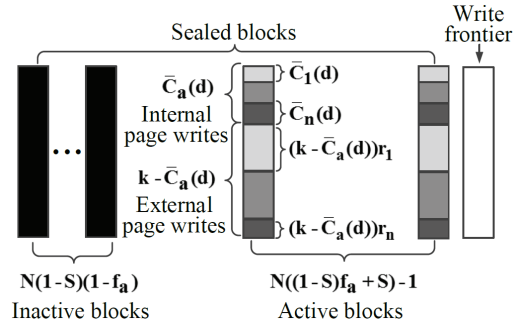 Write
frontier
Sealed blocks
C̄ₐ(d)
Internal
page writes
k - C̄ₐ(d)
External
page writes
C̄₁(d)
C̄ₙ(d)
(k - C̄ₐ(d))r₁
(k - C̄ₐ(d))rₙ
...
N(1-S)(1-fₐ)
Inactive blocks
N((1-S)fₐ+S)-1
Active blocks